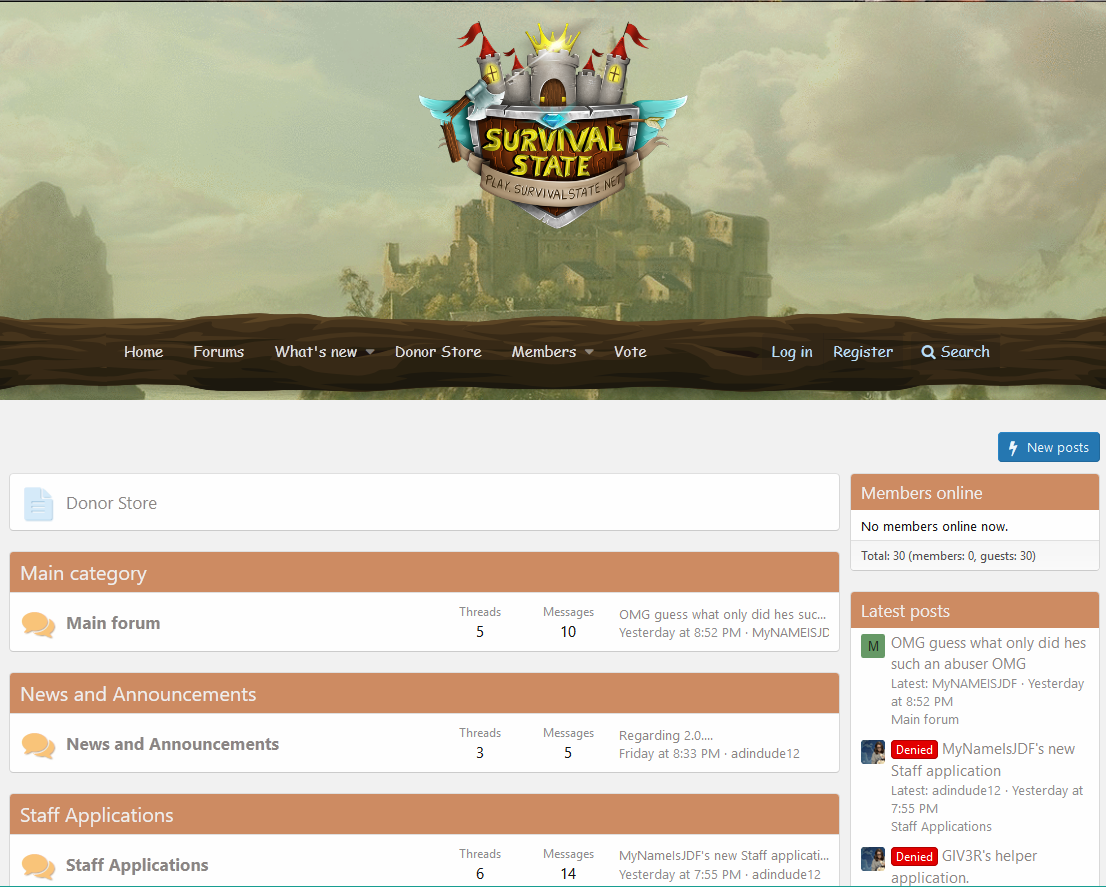 SURVIVAL
STATE
PLAY.SURVIVALSTATE.NET
Home Forums What's new Donor Store Members Vote Log in Register Search
New posts
Donor Store
Main category
Main forum
Threads
5
Messages
10
OMG guess what only did hes suc...
Yesterday at 8:52 PM · MyNAMEISJD
News and Announcements
News and Announcements
Threads
3
Messages
5
Regarding 2.0....
Friday at 8:33 PM · adindude12
Staff Applications
Staff Applications
Threads
6
Messages
14
MyNameIsJDF's new Staff applicati...
Yesterday at 7:55 PM · adindude12
Members online
No members online now.
Total: 30 (members: 0, guests: 30)
Latest posts
M
OMG guess what only did hes
such an abuser OMG
Latest: MyNAMEISJDF · Yesterday
at 8:52 PM
Main forum
Denied MyNameIsJDF's new
Staff application
Latest: adindude12 · Yesterday at
7:55 PM
Staff Applications
Denied GIV3R's helper
application.